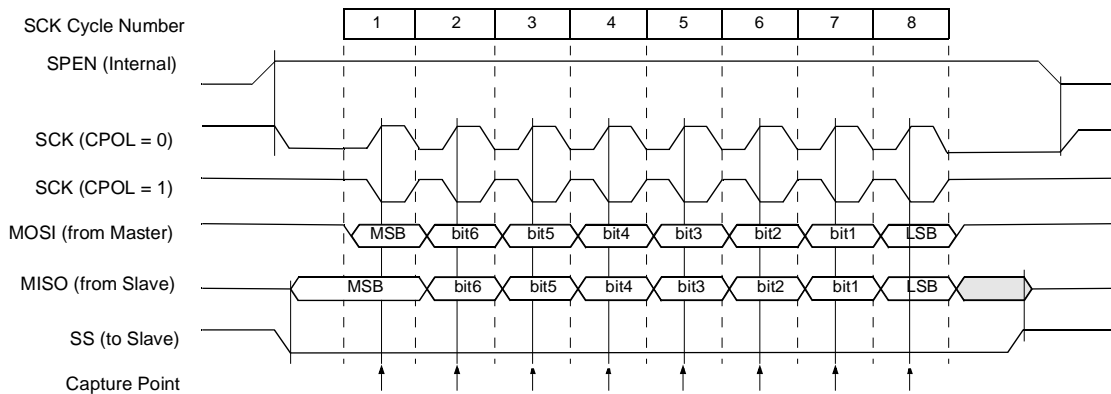 SCK Cycle Number 1 2 3 4 5 6 7 8
SPEN (Internal)
SCK (CPOL = 0)
SCK (CPOL = 1)
MOSI (from Master) MSB bit6 bit5 bit4 bit3 bit2 bit1 LSB
MISO (from Slave) MSB bit6 bit5 bit4 bit3 bit2 bit1 LSB
SS (to Slave)
Capture Point